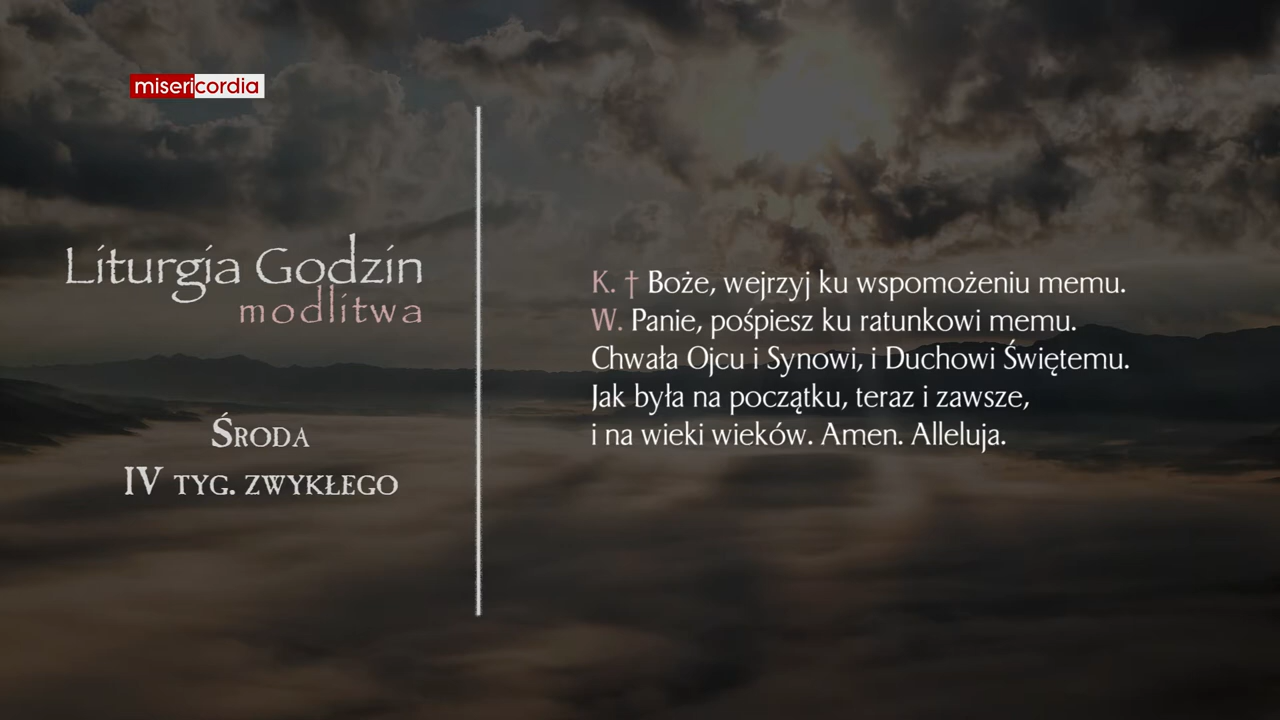 misericordia
Liturgia Godzin
modlitwa
Środa
IV tyg. zwykłego
K. † Boże, wejrzyj ku wspomożeniu memu.
W. Panie, pośpiesz ku ratunkowi memu.
Chwała Ojcu i Synowi, i Duchowi Świętemu.
Jak była na początku, teraz i zawsze,
i na wieki wieków. Amen. Alleluja.